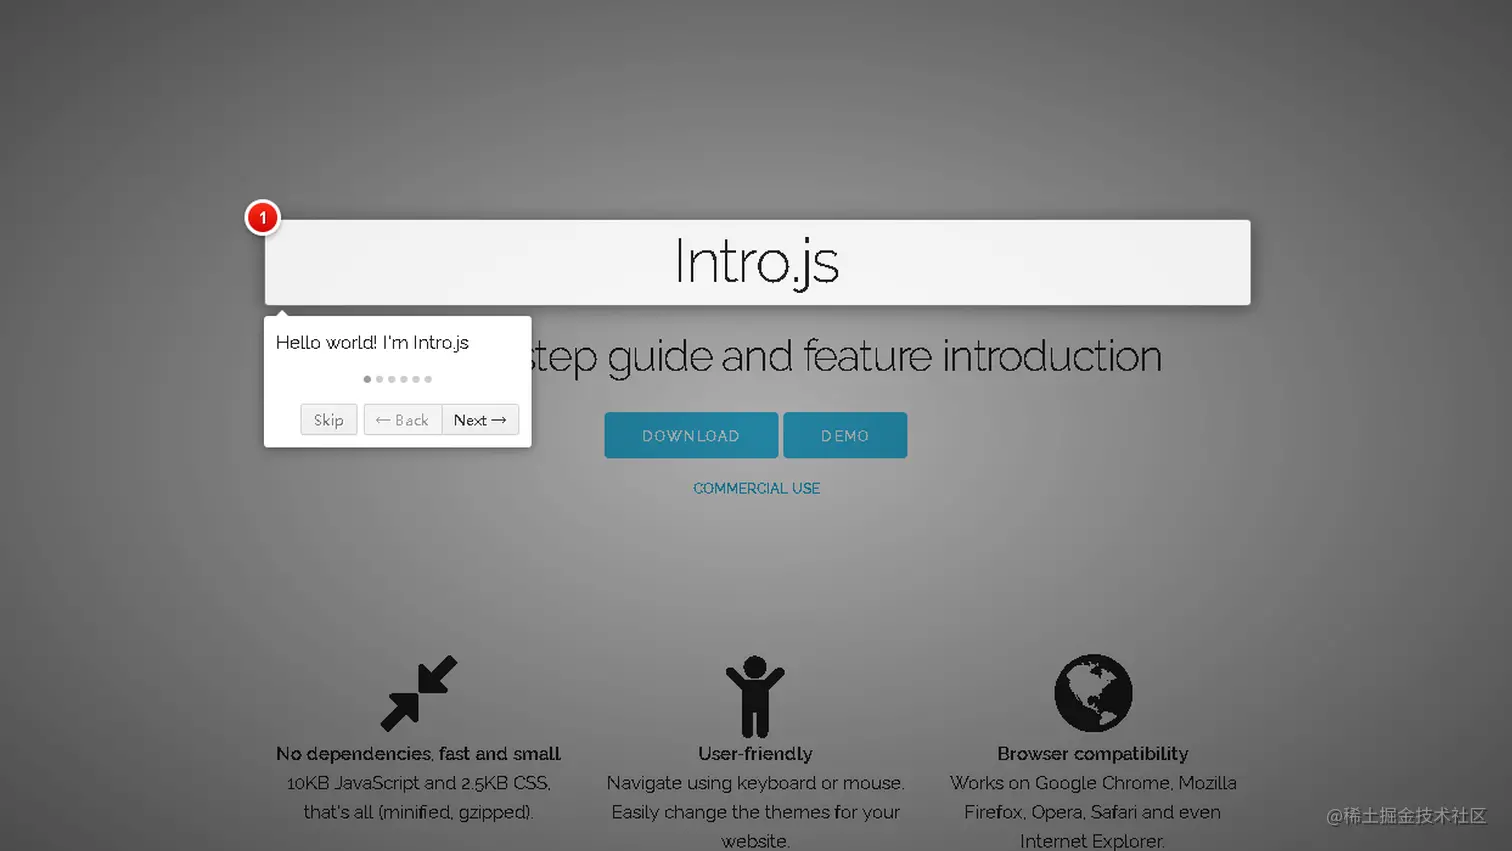 1
Intro.js
Hello world! I'm Intro.js
step guide and feature introduction
Skip
← Back
Next →
DOWNLOAD
DEMO
COMMERCIAL USE
No dependencies, fast and small
10KB JavaScript and 2.5KB CSS,
that's all (minified, gzipped).
User-friendly
Navigate using keyboard or mouse.
Easily change the themes for your
website.
Browser compatibility
Works on Google Chrome, Mozilla
Firefox, Opera, Safari and even
Internet Explorer.
@稀土掘金技术社区